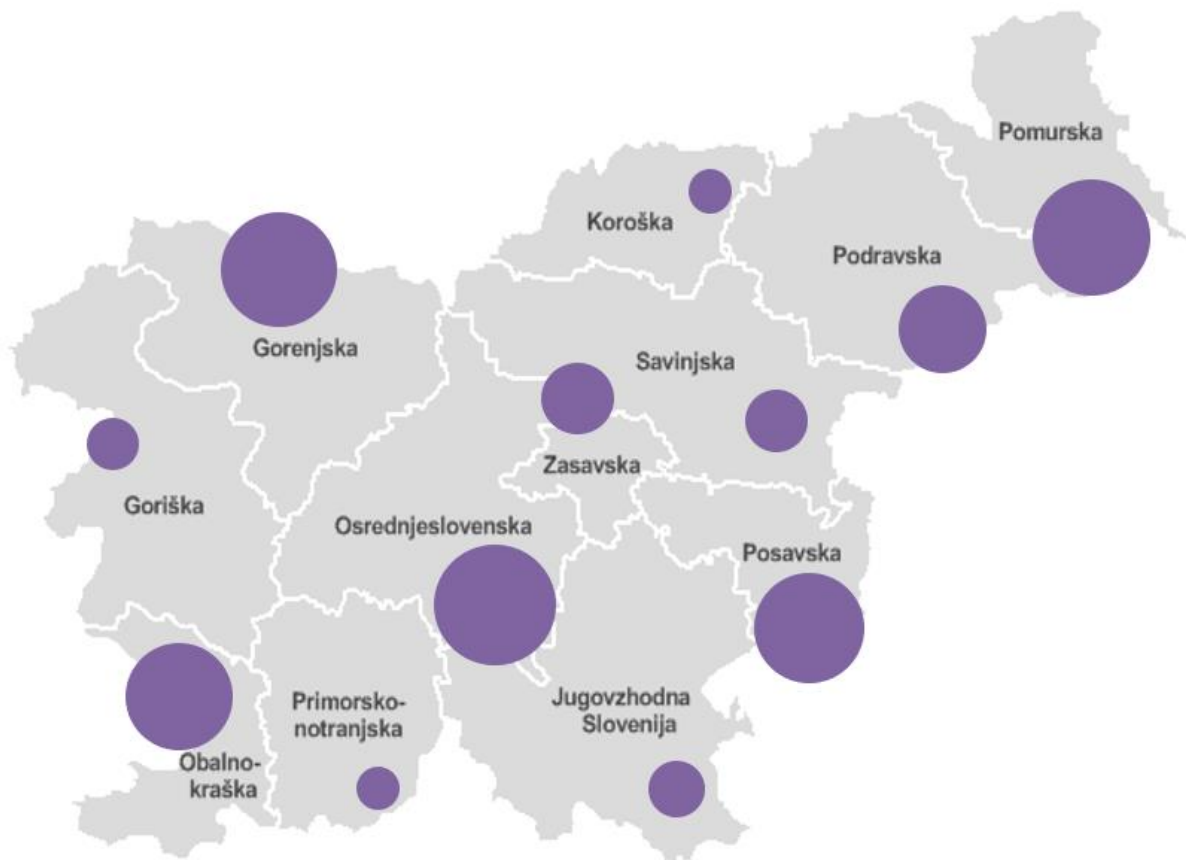 Pomurska
Koroška
Podravska
Gorenjska
Savinjska
Zasavska
Goriška
Osrednjeslovenska
Posavska
Primorsko-
notranjska
Jugovzhodna
Slovenija
Obalno-
kraška